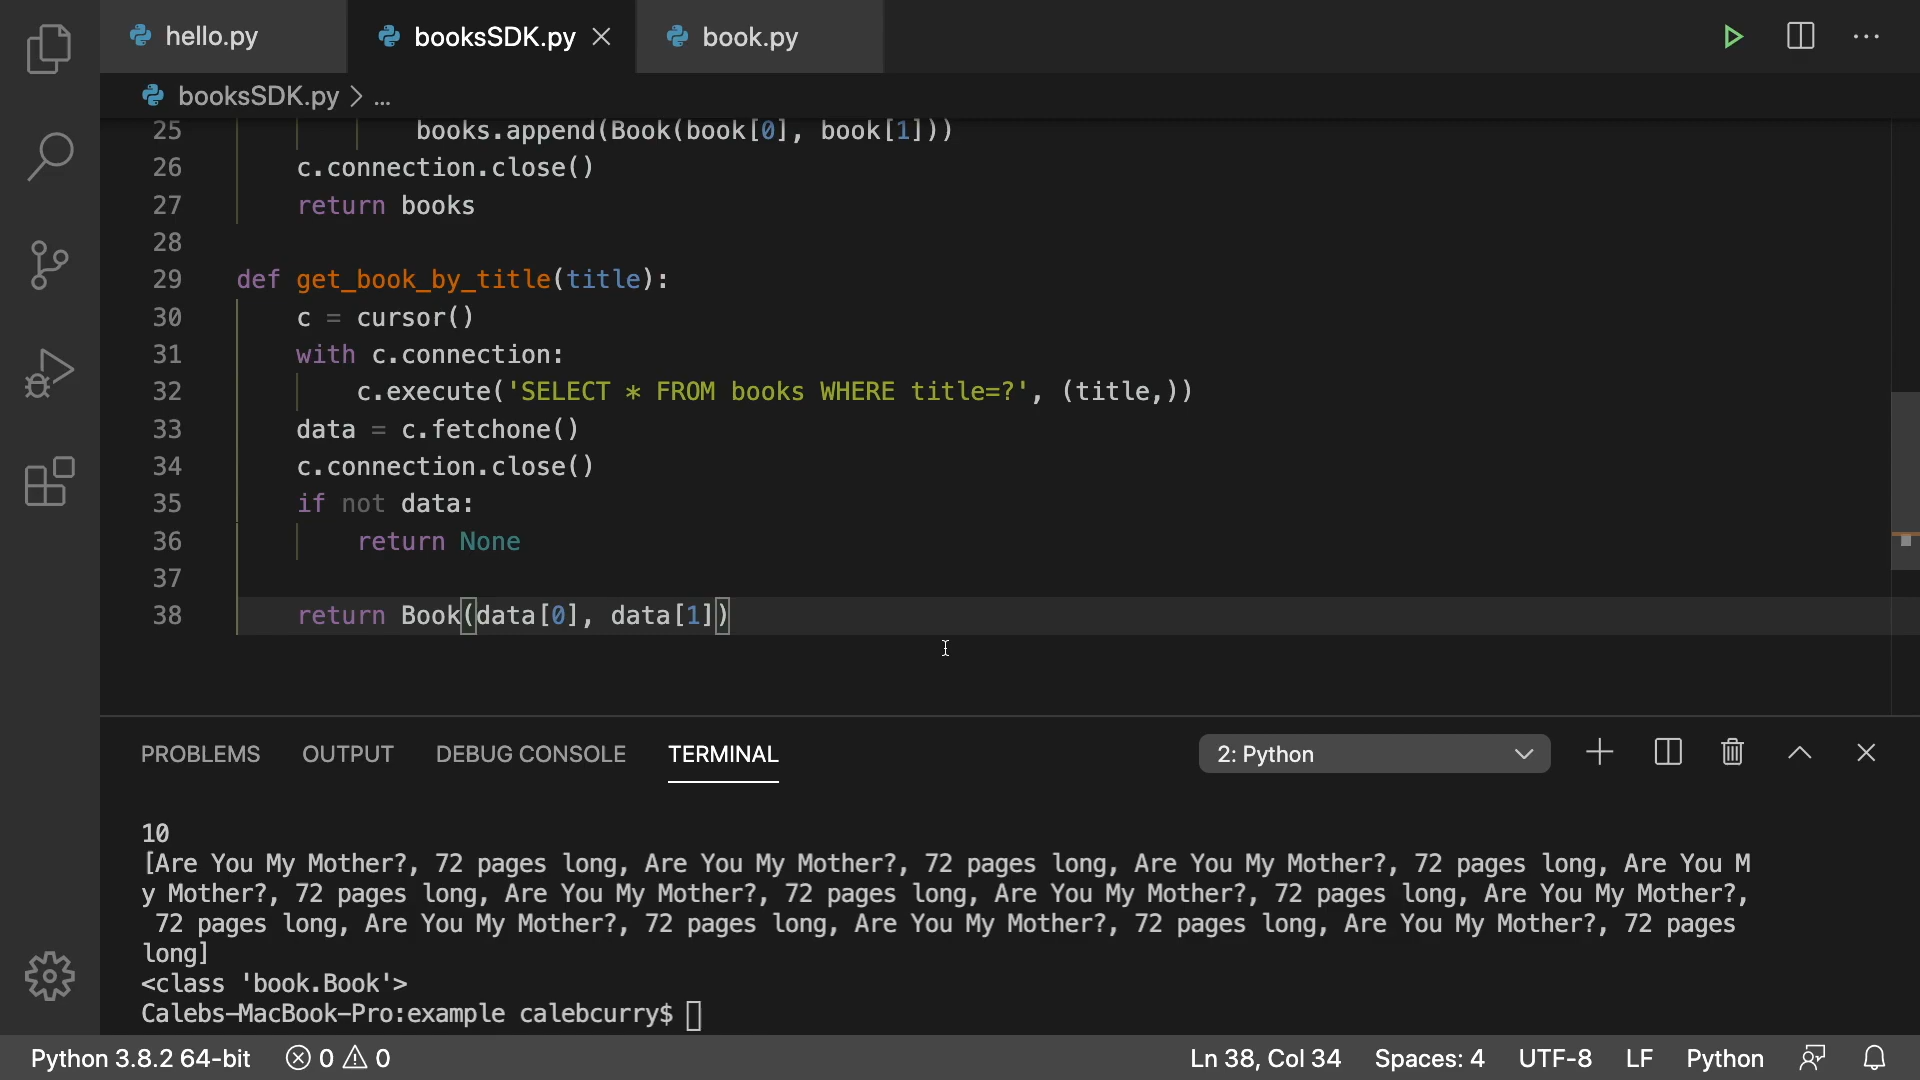 hello.py
booksSDK.py
book.py
booksSDK.py > ...
25 books.append(Book(book[0], book[1]))
26 c.connection.close()
27 return books
28
29 def get_book_by_title(title):
30 c = cursor()
31 with c.connection:
32 c.execute('SELECT * FROM books WHERE title=?', (title,))
33 data = c.fetchone()
34 c.connection.close()
35 if not data:
36 return None
37
38 return Book(data[0], data[1])
PROBLEMS OUTPUT DEBUG CONSOLE TERMINAL 2: Python
10
[Are You My Mother?, 72 pages long, Are You My Mother?, 72 pages long, Are You My Mother?, 72 pages long, Are You M
y Mother?, 72 pages long, Are You My Mother?, 72 pages long, Are You My Mother?, 72 pages long, Are You My Mother?,
72 pages long, Are You My Mother?, 72 pages long, Are You My Mother?, 72 pages long, Are You My Mother?, 72 pages
long]
<class 'book.Book'>
Calebs-MacBook-Pro:example calebcurry$
Python 3.8.2 64-bit 0 0 Ln 38, Col 34 Spaces: 4 UTF-8 LF Python